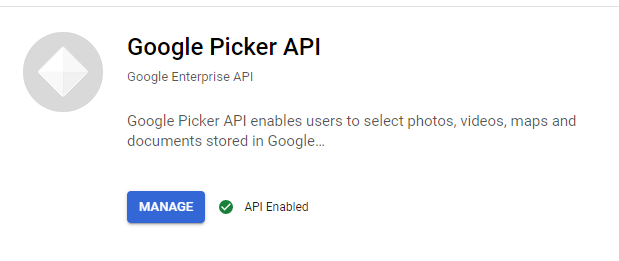 Google Picker API
Google Enterprise API
Google Picker API enables users to select photos, videos, maps and
documents stored in Google…
MANAGE API Enabled